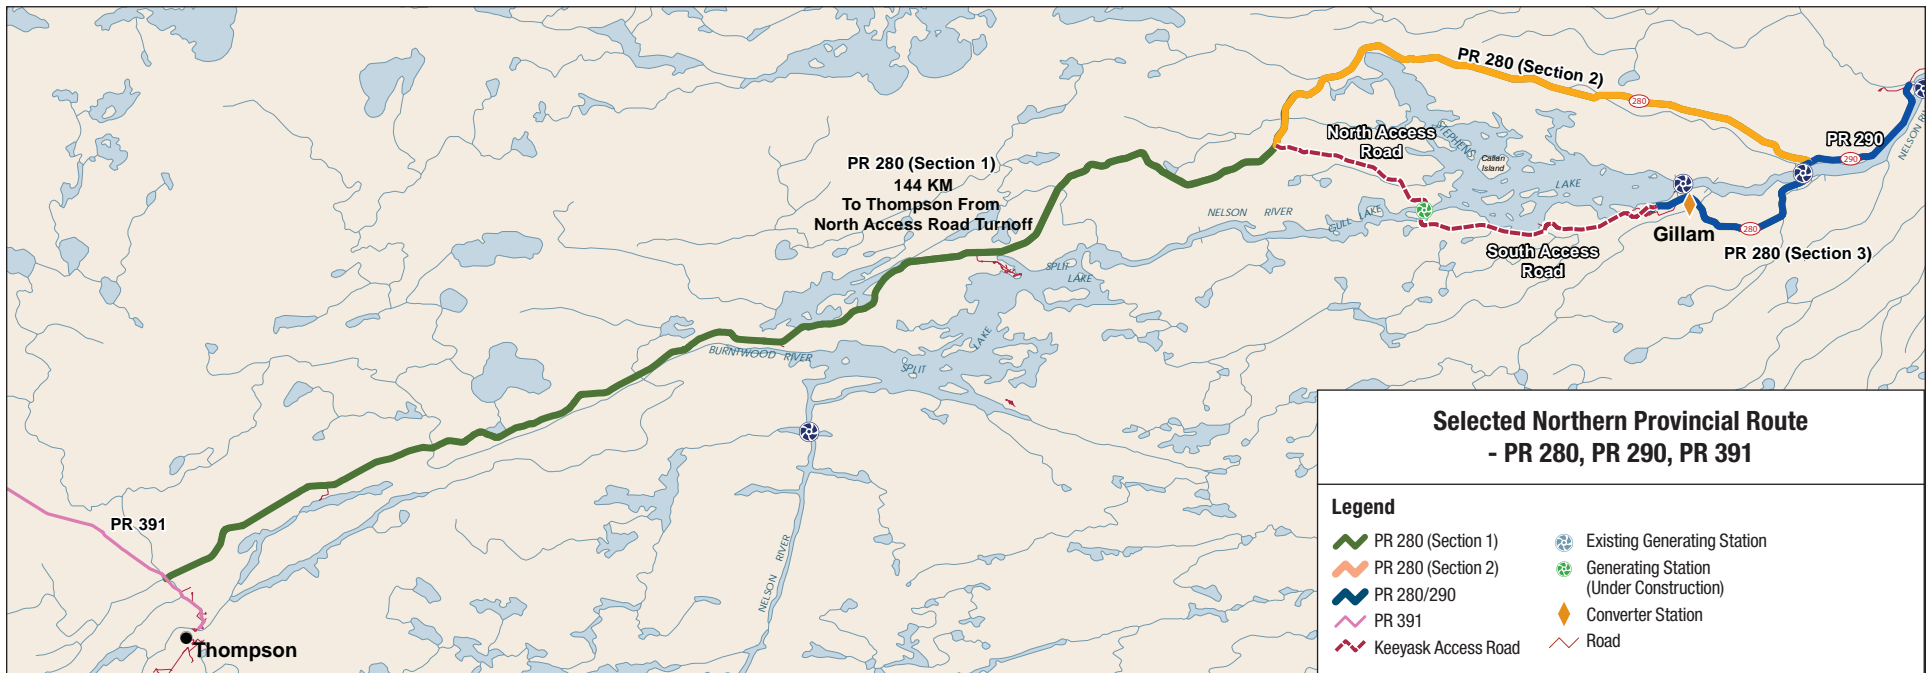 PR 280 (Section 2)
280
North Access
Road
STEPHENS
LAKE
Callan
Island
PR 290
290
NELSON RI
PR 280 (Section 1)
144 KM
To Thompson From
North Access Road Turnoff
NELSON RIVER
GULL LAKE
Gillam
280
PR 280 (Section 3)
South Access
Road
SPLIT
LAKE
BURNTWOOD RIVER
SPLIT
LAKE
NELSON RIVER
PR 391
Thompson
Selected Northern Provincial Route
- PR 280, PR 290, PR 391
Legend
PR 280 (Section 1)
PR 280 (Section 2)
PR 280/290
PR 391
Keeyask Access Road
Existing Generating Station
Generating Station
(Under Construction)
Converter Station
Road